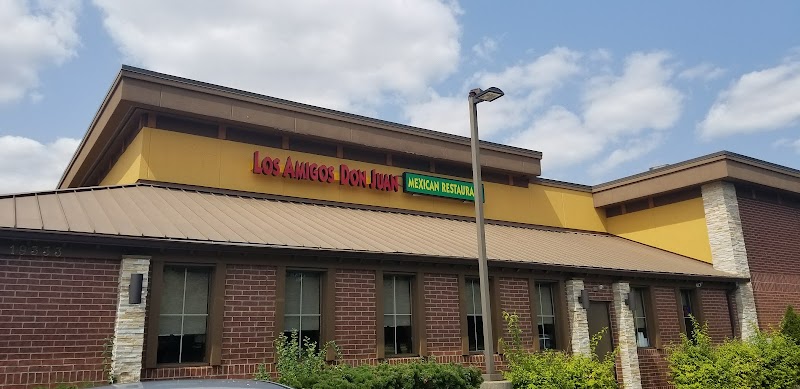 Los Amigos Don Juan
MEXICAN RESTAURANT